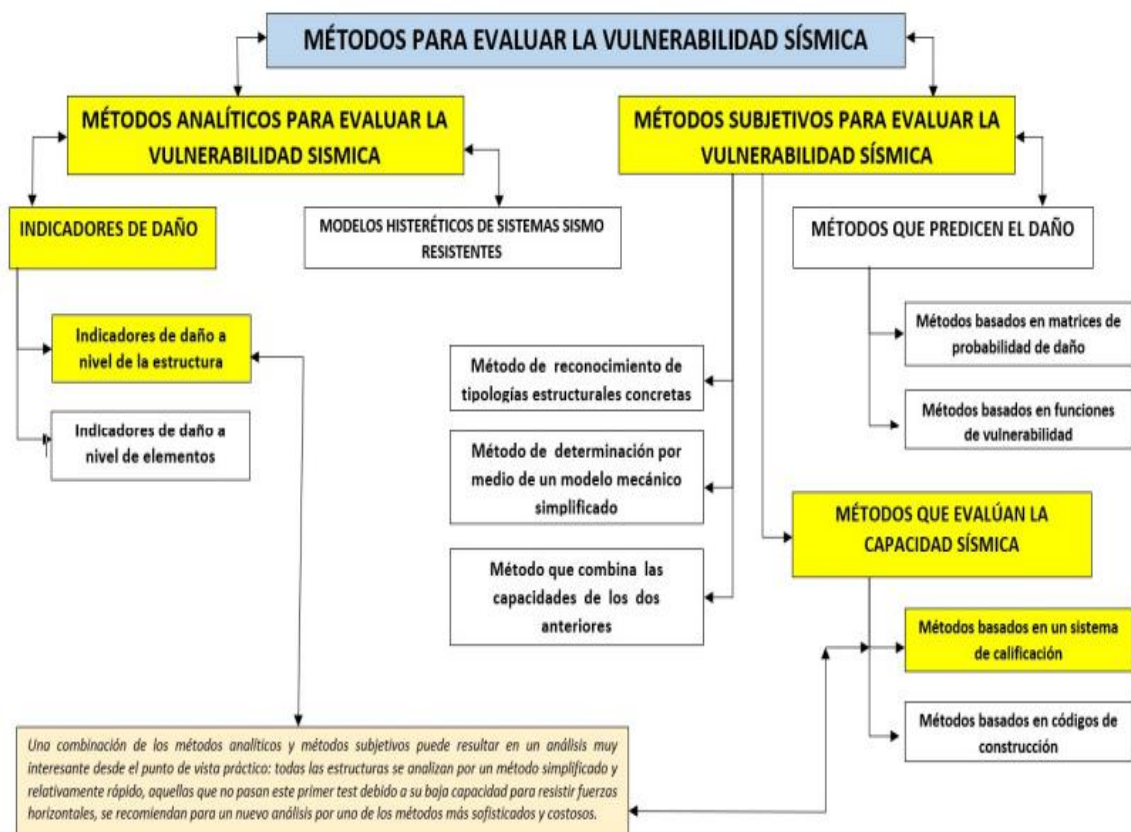 MÉTODOS PARA EVALUAR LA VULNERABILIDAD SÍSMICA
MÉTODOS ANALÍTICOS PARA EVALUAR LA
VULNERABILIDAD SISMICA
MÉTODOS SUBJETIVOS PARA EVALUAR LA
VULNERABILIDAD SÍSMICA
INDICADORES DE DAÑO
MODELOS HISTERÉTICOS DE SISTEMAS SISMO
RESISTENTES
MÉTODOS QUE PREDICEN EL DAÑO
Indicadores de daño a
nivel de la estructura
Indicadores de daño a
nivel de elementos
Método de reconocimiento de
tipologías estructurales concretas
Método de determinación por
medio de un modelo mecánico
simplificado
Método que combina las
capacidades de los dos
anteriores
Métodos basados en matrices de
probabilidad de daño
Métodos basados en funciones
de vulnerabilidad
MÉTODOS QUE EVALÚAN LA
CAPACIDAD SÍSMICA
Métodos basados en un sistema
de calificación
Métodos basados en códigos de
construcción
Una combinación de los métodos analíticos y métodos subjetivos puede resultar en un análisis muy
interesante desde el punto de vista práctico: todas las estructuras se analizan por un método simplificado y
relativamente rápido, aquellas que no pasan este primer test debido a su baja capacidad para resistir fuerzas
horizontales, se recomiendan para un nuevo análisis por uno de los métodos más sofisticados y costosos.